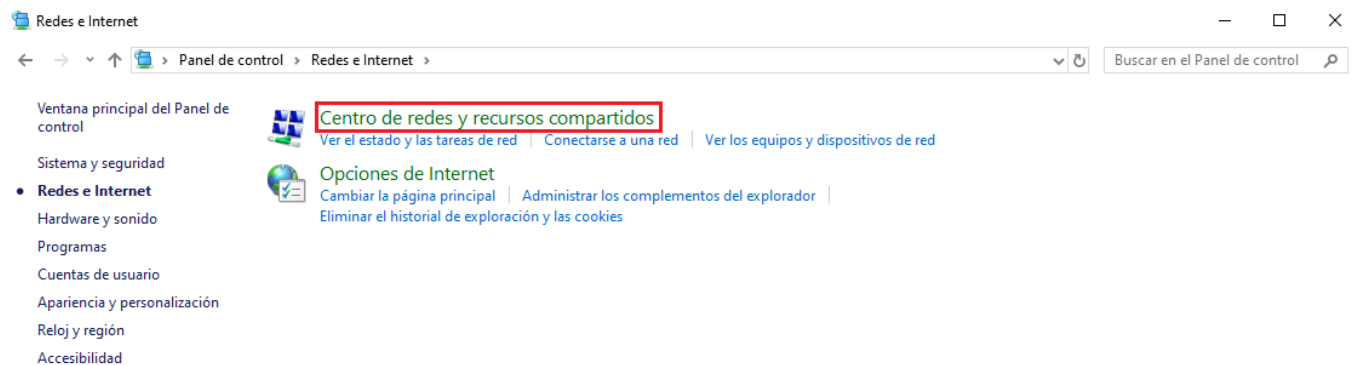 Redes e Internet
Panel de control > Redes e Internet >
Buscar en el Panel de control
Ventana principal del Panel de
control
Sistema y seguridad
Redes e Internet
Hardware y sonido
Programas
Cuentas de usuario
Apariencia y personalización
Reloj y región
Accesibilidad
Centro de redes y recursos compartidos
Ver el estado y las tareas de red | Conectarse a una red | Ver los equipos y dispositivos de red
Opciones de Internet
Cambiar la página principal | Administrar los complementos del explorador |
Eliminar el historial de exploración y las cookies